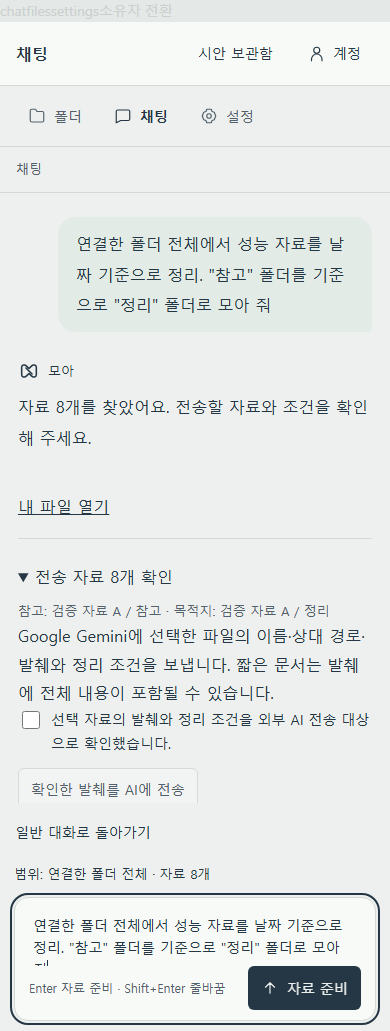 chatfilessettings소유자 전환
채팅 시안 보관함 계정
폴더 채팅 설정
채팅
연결한 폴더 전체에서 성능 자료를 날
짜 기준으로 정리. "참고" 폴더를 기준
으로 "정리" 폴더로 모아 줘
모아
자료 8개를 찾았어요. 전송할 자료와 조건을 확인
해 주세요.
내 파일 열기
▼ 전송 자료 8개 확인
참고: 검증 자료 A / 참고 · 목적지: 검증 자료 A / 정리
Google Gemini에 선택한 파일의 이름·상대 경로·
발췌와 정리 조건을 보냅니다. 짧은 문서는 발췌
에 전체 내용이 포함될 수 있습니다.
선택 자료의 발췌와 정리 조건을 외부 AI 전송 대상
으로 확인했습니다.
확인한 발췌를 AI에 전송
일반 대화로 돌아가기
범위: 연결한 폴더 전체 · 자료 8개
연결한 폴더 전체에서 성능 자료를 날짜 기준으로
정리. "참고" 폴더를 기준으로 "정리" 폴더로 모아
Enter 자료 준비 · Shift+Enter 줄바꿈
↑ 자료 준비